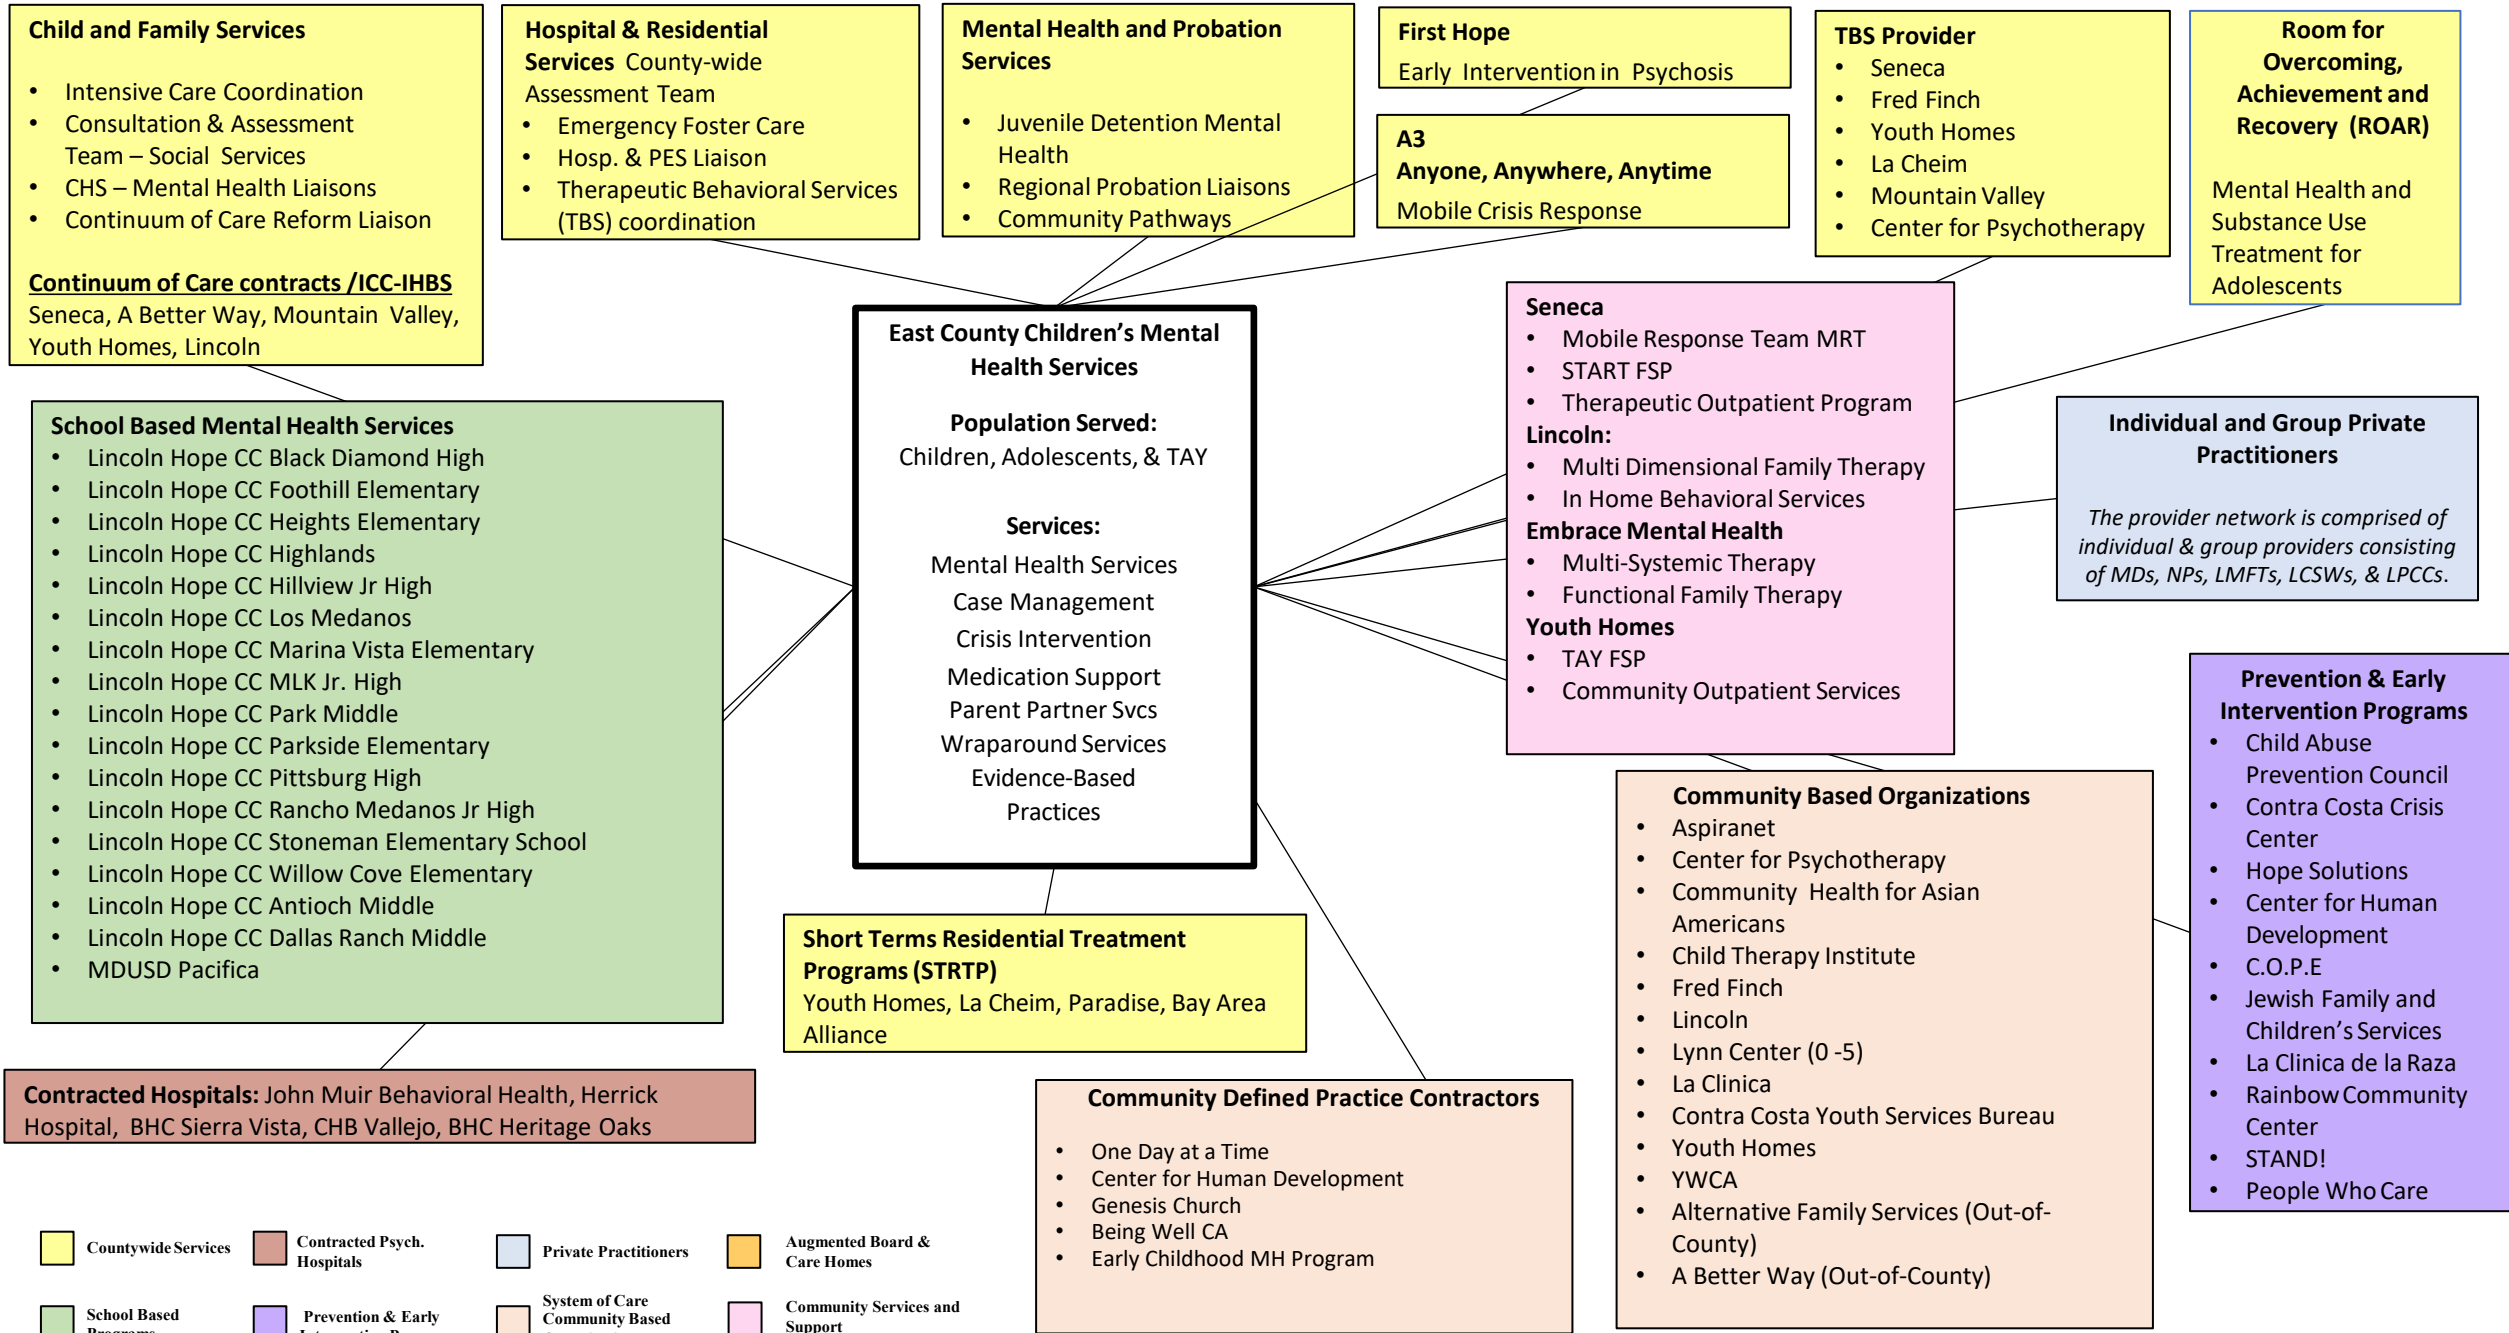 Child and Family Services
• Intensive Care Coordination
• Consultation & Assessment
Team – Social Services
• CHS – Mental Health Liaisons
• Continuum of Care Reform Liaison
Continuum of Care contracts /ICC-IHBS
Seneca, A Better Way, Mountain Valley,
Youth Homes, Lincoln
Hospital & Residential
Services County-wide
Assessment Team
• Emergency Foster Care
• Hosp. & PES Liaison
• Therapeutic Behavioral Services
(TBS) coordination
Mental Health and Probation
Services
• Juvenile Detention Mental
Health
• Regional Probation Liaisons
• Community Pathways
First Hope
Early Intervention in Psychosis
A3
Anyone, Anywhere, Anytime
Mobile Crisis Response
TBS Provider
• Seneca
• Fred Finch
• Youth Homes
• La Cheim
• Mountain Valley
• Center for Psychotherapy
Room for
Overcoming,
Achievement and
Recovery (ROAR)
Mental Health and
Substance Use
Treatment for
Adolescents
School Based Mental Health Services
• Lincoln Hope CC Black Diamond High
• Lincoln Hope CC Foothill Elementary
• Lincoln Hope CC Heights Elementary
• Lincoln Hope CC Highlands
• Lincoln Hope CC Hillview Jr High
• Lincoln Hope CC Los Medanos
• Lincoln Hope CC Marina Vista Elementary
• Lincoln Hope CC MLK Jr. High
• Lincoln Hope CC Park Middle
• Lincoln Hope CC Parkside Elementary
• Lincoln Hope CC Pittsburg High
• Lincoln Hope CC Rancho Medanos Jr High
• Lincoln Hope CC Stoneman Elementary School
• Lincoln Hope CC Willow Cove Elementary
• Lincoln Hope CC Antioch Middle
• Lincoln Hope CC Dallas Ranch Middle
• MDUSD Pacifica
East County Children's Mental
Health Services
Population Served:
Children, Adolescents, & TAY
Services:
Mental Health Services
Case Management
Crisis Intervention
Medication Support
Parent Partner Svcs
Wraparound Services
Evidence-Based
Practices
Seneca
• Mobile Response Team MRT
• START FSP
• Therapeutic Outpatient Program
Lincoln:
• Multi Dimensional Family Therapy
• In Home Behavioral Services
Embrace Mental Health
• Multi-Systemic Therapy
• Functional Family Therapy
Youth Homes
• TAY FSP
• Community Outpatient Services
Individual and Group Private
Practitioners
The provider network is comprised of
individual & group providers consisting
of MDs, NPs, LMFTs, LCSWs, & LPCCs.
Prevention & Early
Intervention Programs
• Child Abuse
Prevention Council
• Contra Costa Crisis
Center
• Hope Solutions
• Center for Human
Development
• C.O.P.E
• Jewish Family and
Children's Services
• La Clinica de la Raza
• Rainbow Community
Center
• STAND!
• People Who Care
Community Based Organizations
• Aspiranet
• Center for Psychotherapy
• Community Health for Asian
Americans
• Child Therapy Institute
• Fred Finch
• Lincoln
• Lynn Center (0 -5)
• La Clinica
• Contra Costa Youth Services Bureau
• Youth Homes
• YWCA
• Alternative Family Services (Out-of-
County)
• A Better Way (Out-of-County)
Short Terms Residential Treatment
Programs (STRTP)
Youth Homes, La Cheim, Paradise, Bay Area
Alliance
Contracted Hospitals: John Muir Behavioral Health, Herrick
Hospital, BHC Sierra Vista, CHB Vallejo, BHC Heritage Oaks
Community Defined Practice Contractors
• One Day at a Time
• Center for Human Development
• Genesis Church
• Being Well CA
• Early Childhood MH Program
Countywide Services
Contracted Psych.
Hospitals
Private Practitioners
Augmented Board &
Care Homes
School Based
Programs
Prevention & Early
System of Care
Community Based
Community Services and
Support